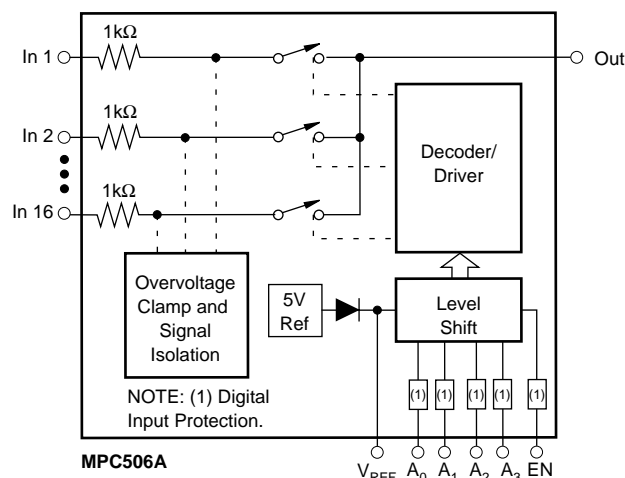 1kΩ
In 1
Out
1kΩ
In 2
Decoder/
Driver
1kΩ
In 16
Overvoltage
Clamp and
Signal
Isolation
5V
Ref
Level
Shift
(1) (1) (1) (1) (1)
NOTE: (1) Digital
Input Protection.
MPC506A
VREF A0 A1 A2 A3 EN